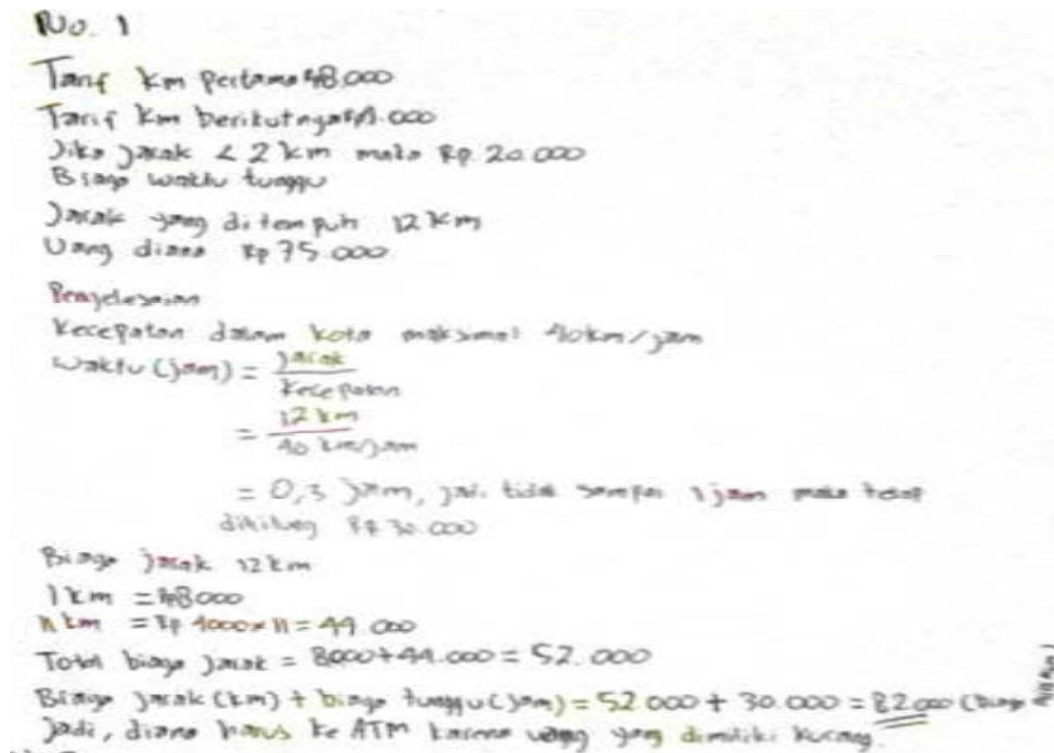 No. 1
Tarif km pertama Rp8.000
Tarif km berikutnya Rp4.000
Jika jarak < 2 km maka Rp. 20.000
Biaya waktu tunggu
Jarak yang ditempuh 12 km
Uang diana Rp 75.000
Penyelesaian
Kecepatan dalam kota maksimal 40km/jam
Waktu (jam) = jarak
Kecepatan
= 12 km
40 km/jam
= 0,3 jam, jadi tidak sampai 1 jam maka tetap
dihitung Rp 30.000
Biaya jarak 12 km
1 km = Rp8000
11 km = Rp 4000 × 11 = 44.000
Total biaya jarak = 8000 + 44.000 = 52.000
Biaya jarak (km) + biaya tunggu (jam) = 52.000 + 30.000 = 82.000 (biaya
Jadi, diana harus ke ATM karena uang yang dimiliki kurang.